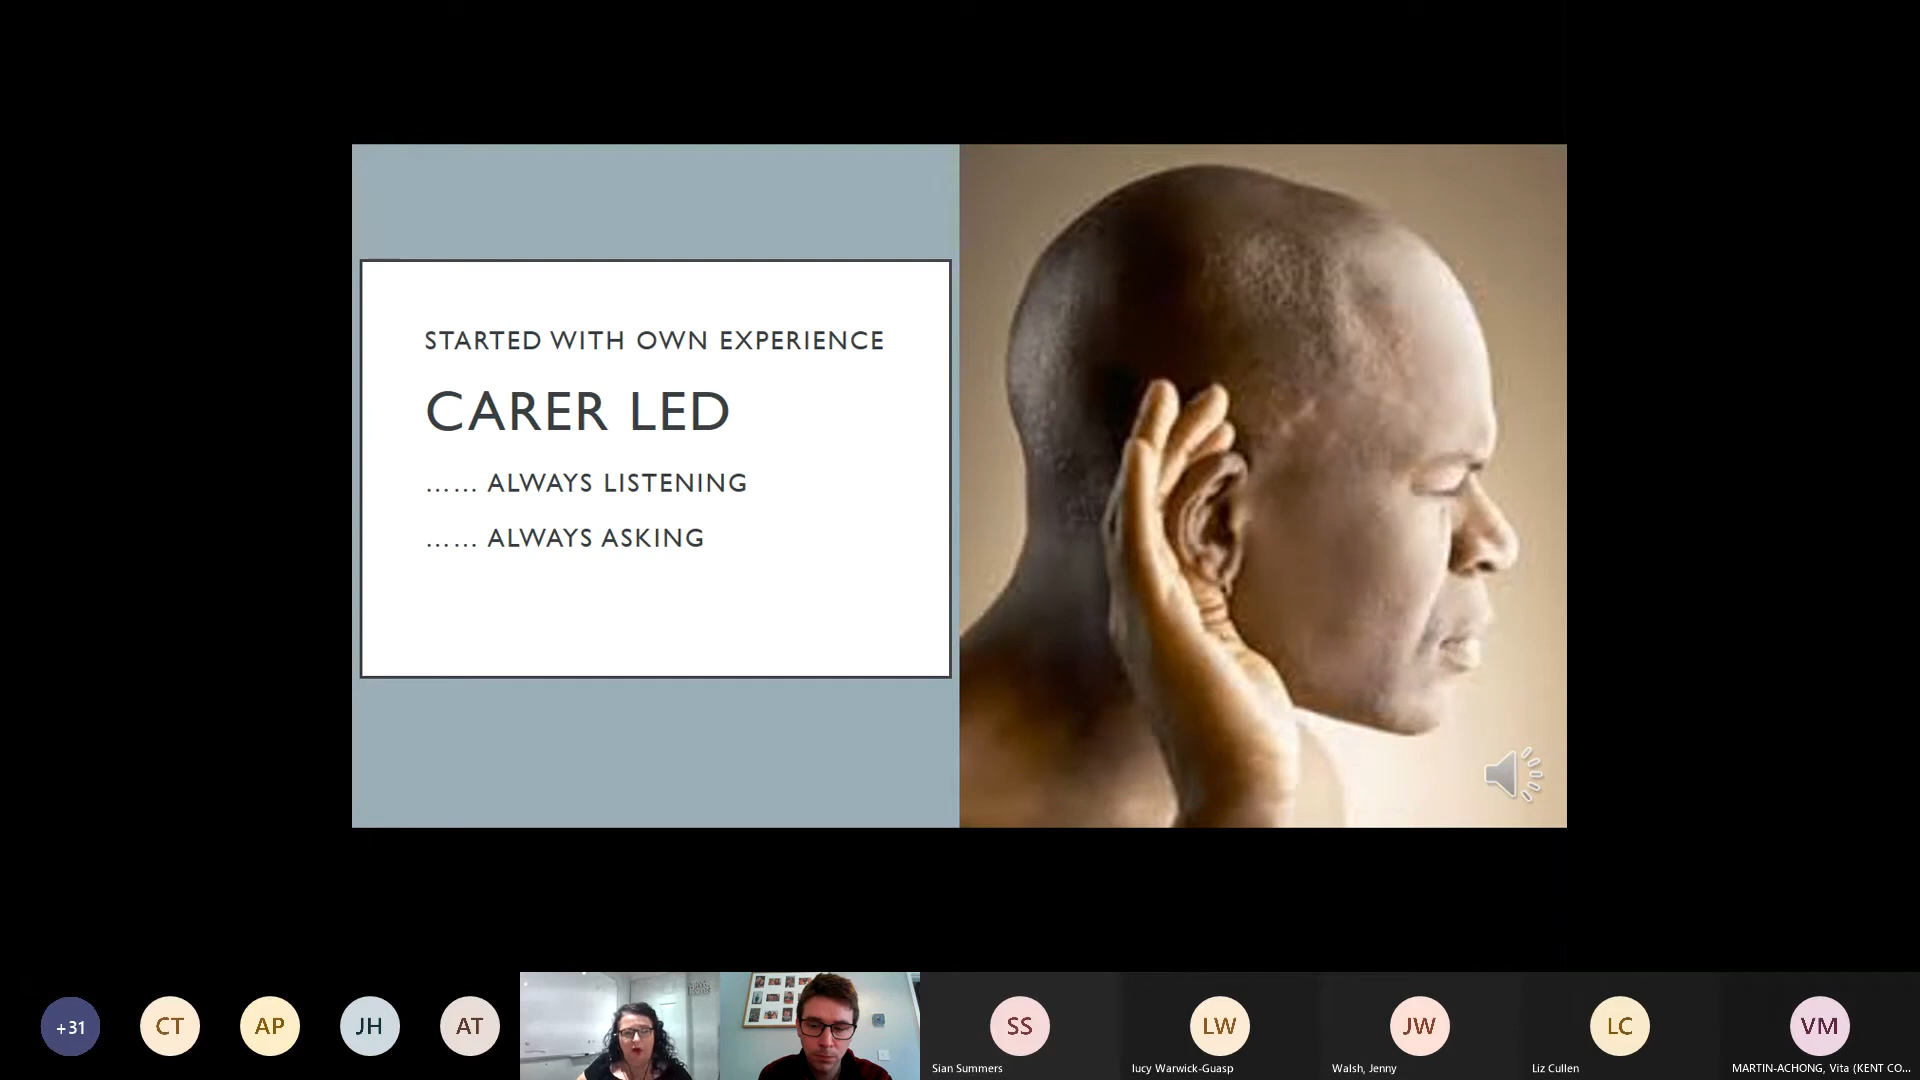 STARTED WITH OWN EXPERIENCE
CARER LED
...... ALWAYS LISTENING
...... ALWAYS ASKING
+31
CT
AP
JH
AT
SS
LW
JW
LC
VM
Sian Summers
lucy Warwick-Guasp
Walsh, Jenny
Liz Cullen
MARTIN-ACHONG, Vita (KENT CO...